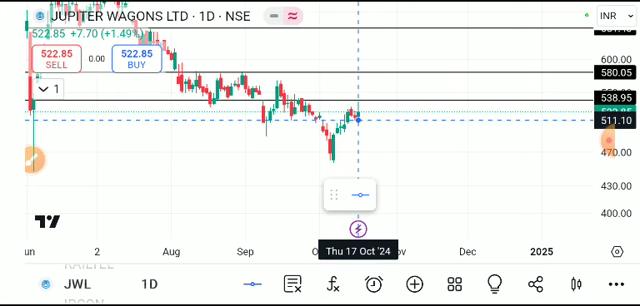 JUPITER WAGONS LTD · 1D · NSE
INR
522.85 +7.70 (+1.49%)
522.85
SELL
0.00
522.85
BUY
1
600.00
580.05
538.95
511.10
470.00
430.00
400.00
2
Aug
Sep
Thu 17 Oct '24
Dec
2025
JWL
1D